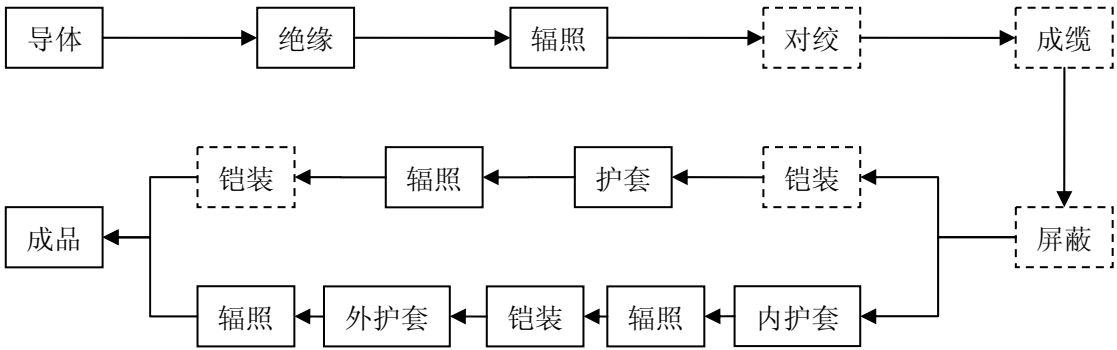 导体 绝缘 辐照 对绞 成缆
铠装 辐照 护套 铠装
成品 屏蔽
辐照 外护套 铠装 辐照 内护套